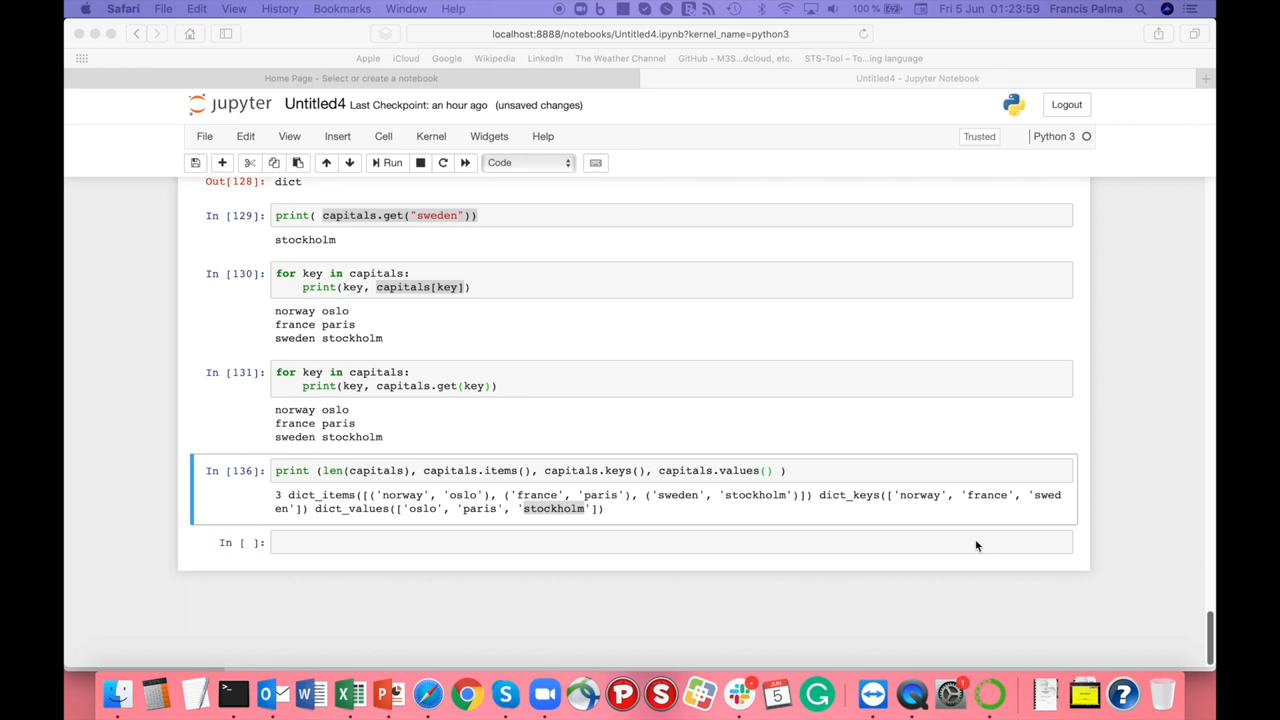 Safari File Edit View History Bookmarks Window Help 100 % Fri 5 Jun 01:23:59 Francis Palma
localhost:8888/notebooks/Untitled4.ipynb?kernel_name=python3
Apple iCloud Google Wikipedia LinkedIn The Weather Channel GitHub - M3S...dcloud, etc. STS-Tool – To...ing language
Home Page - Select or create a notebook Untitled4 - Jupyter Notebook
jupyter Untitled4 Last Checkpoint: an hour ago (unsaved changes) Logout
File Edit View Insert Cell Kernel Widgets Help Trusted Python 3
Run Code
Out[128]: dict
In [129]: print( capitals.get("sweden"))
stockholm
In [130]: for key in capitals:
print(key, capitals[key])
norway oslo
france paris
sweden stockholm
In [131]: for key in capitals:
print(key, capitals.get(key))
norway oslo
france paris
sweden stockholm
In [136]: print (len(capitals), capitals.items(), capitals.keys(), capitals.values() )
3 dict_items([('norway', 'oslo'), ('france', 'paris'), ('sweden', 'stockholm')]) dict_keys(['norway', 'france', 'swed
en']) dict_values(['oslo', 'paris', 'stockholm'])
In [ ]: